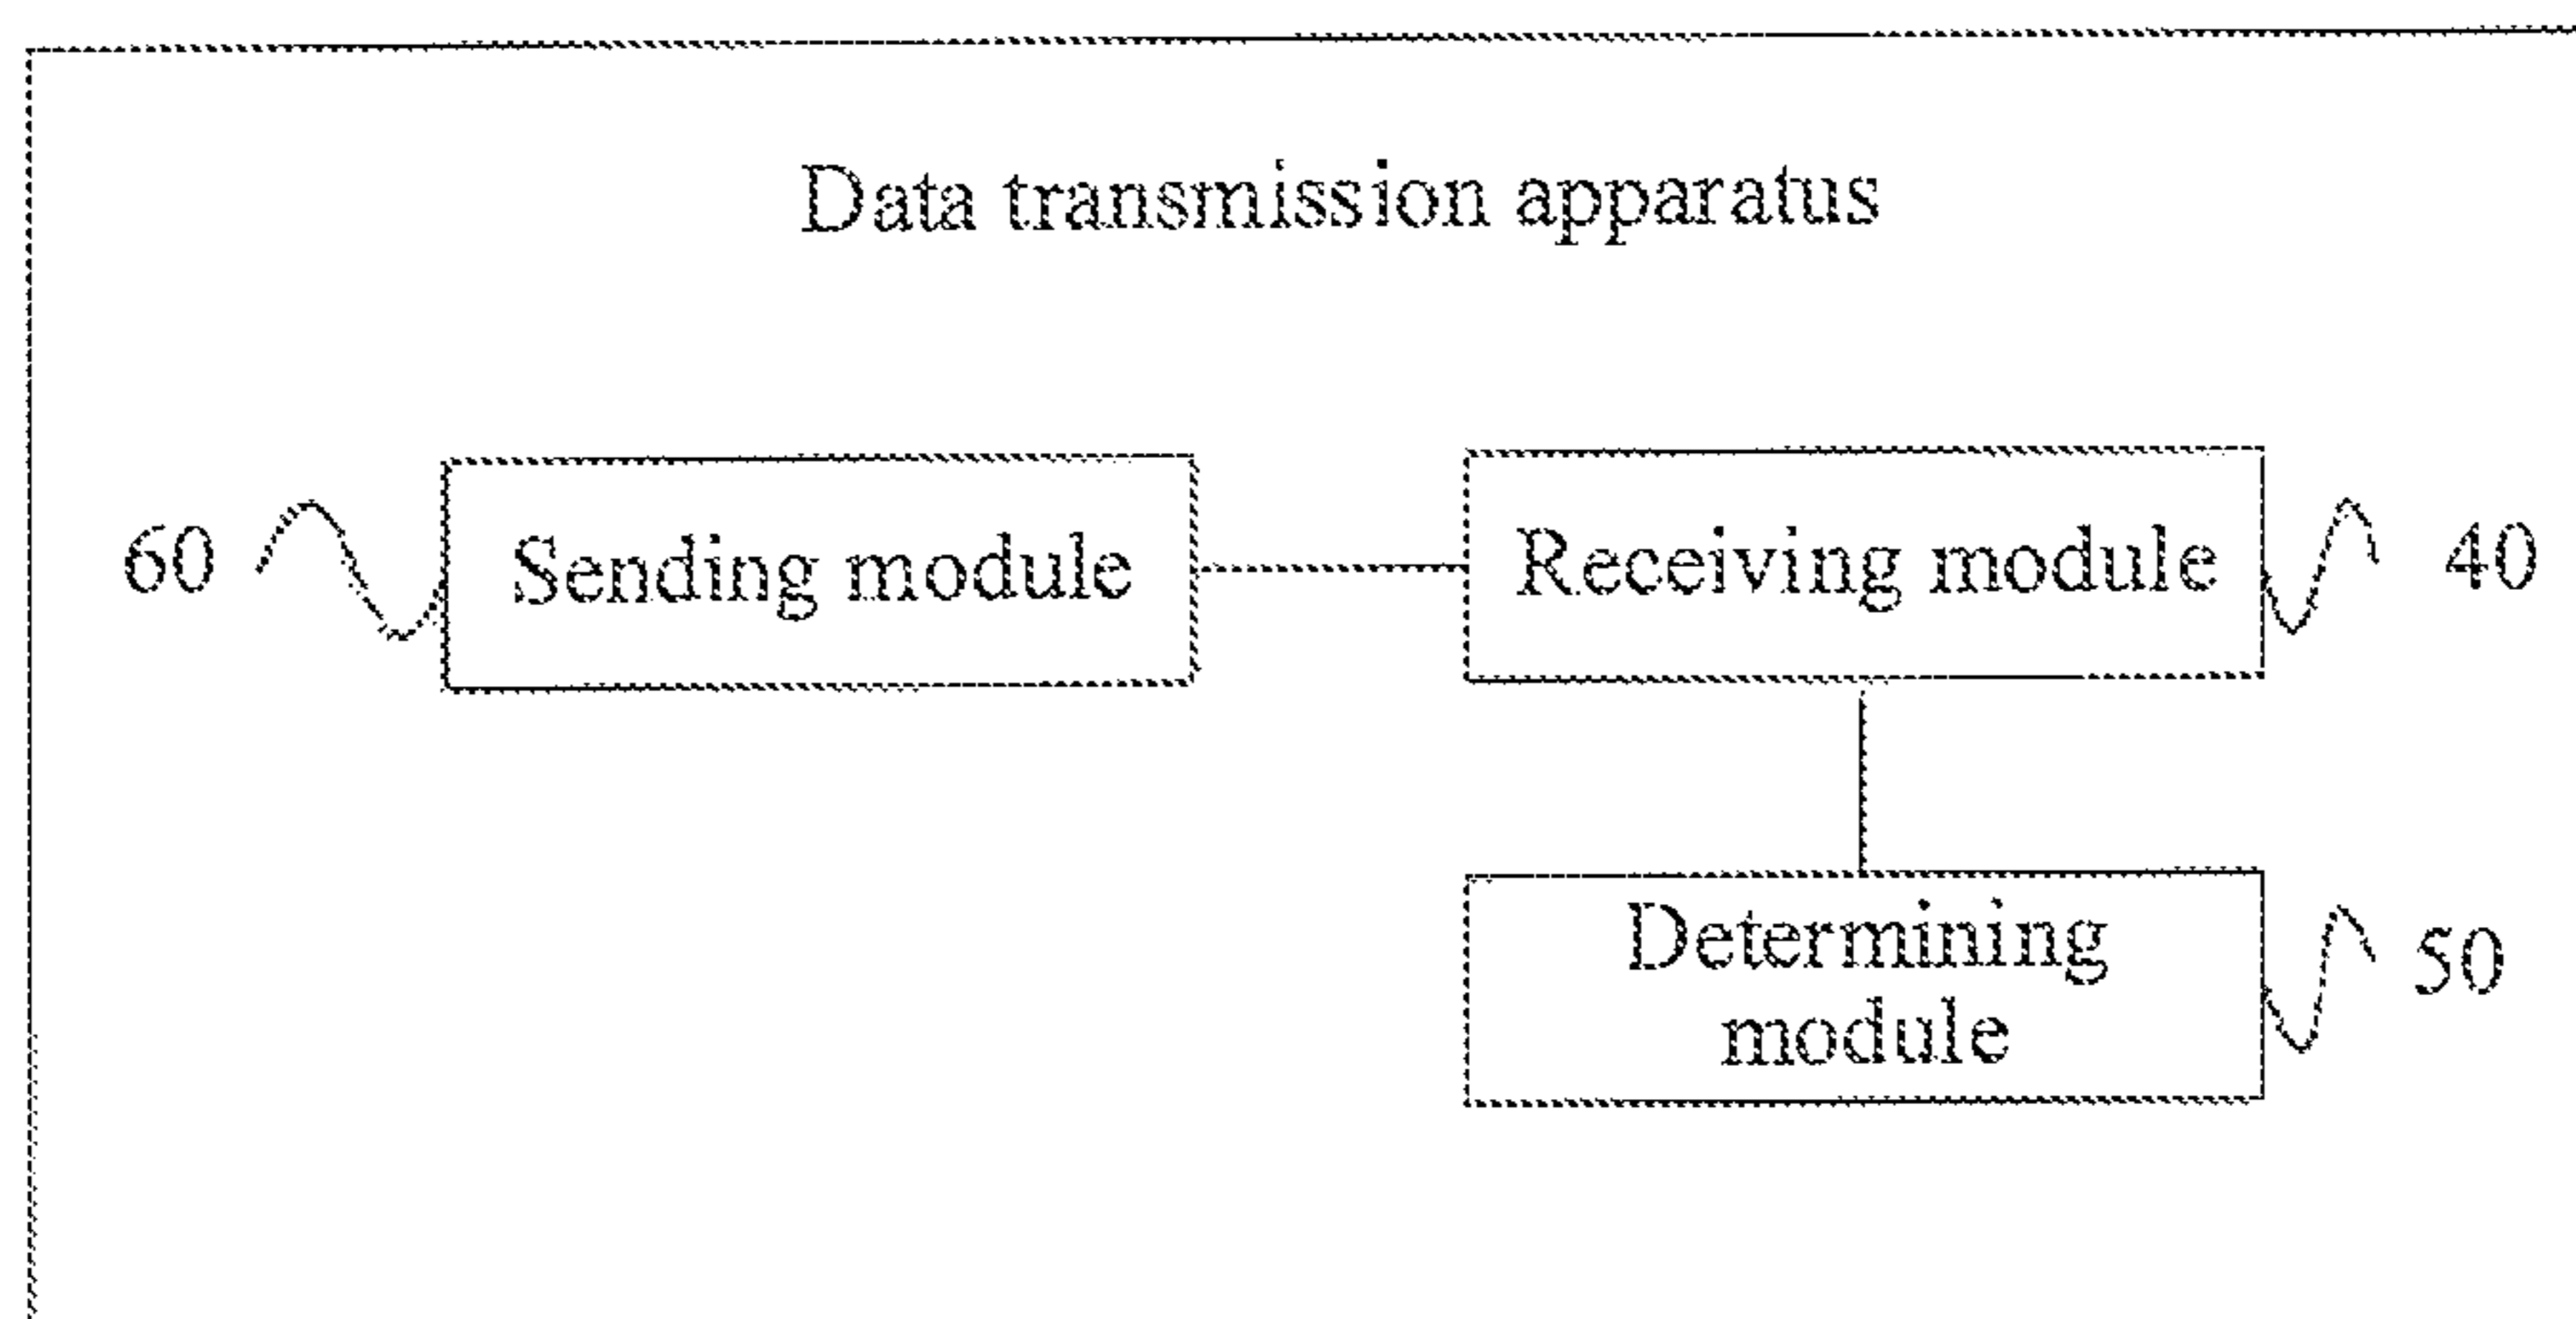 Data transmission apparatus
60
Sending module
Receiving module
40
Determining
module
50